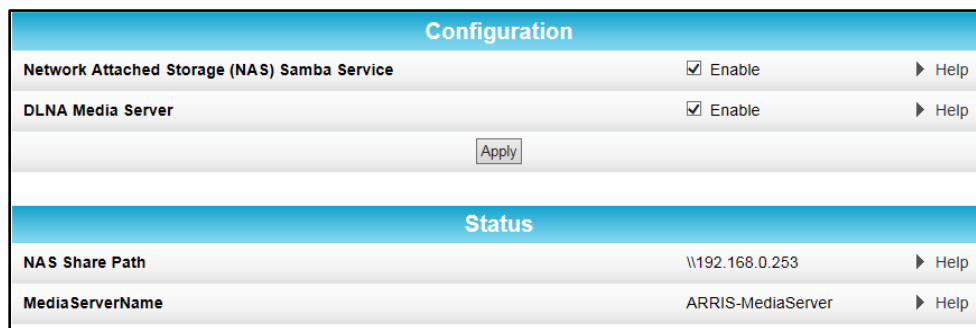 Configuration
Network Attached Storage (NAS) Samba Service Enable Help
DLNA Media Server Enable Help
Apply
Status
NAS Share Path \\192.168.0.253 Help
MediaServerName ARRIS-MediaServer Help